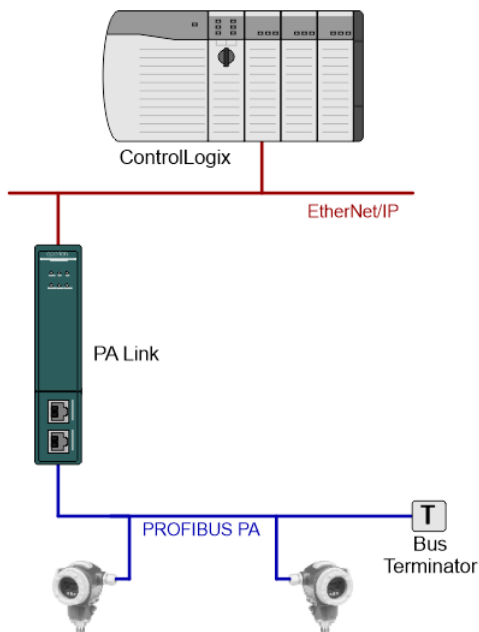 ControlLogix
EtherNet/IP
PA Link
PROFIBUS PA
T
Bus
Terminator